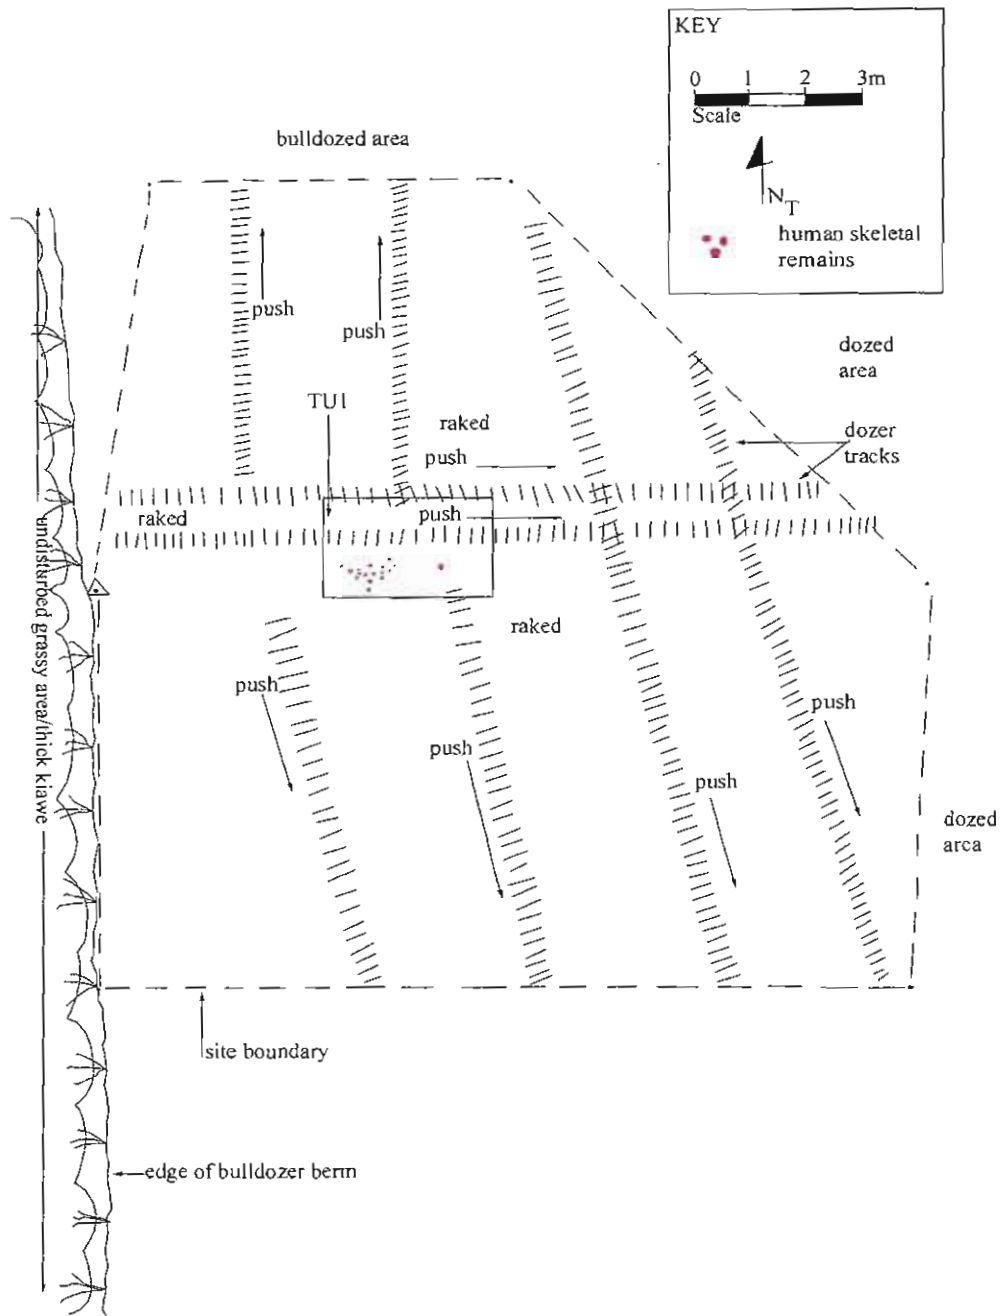 KEY
0 1 2 3m
Scale
N T
human skeletal
remains
bulldozed area
push
push
dozed
area
TU1
raked
dozer
tracks
push
raked
push
undisturbed grassy area/thick kiawe
raked
push
push
push
push
dozed
area
site boundary
edge of bulldozer berm